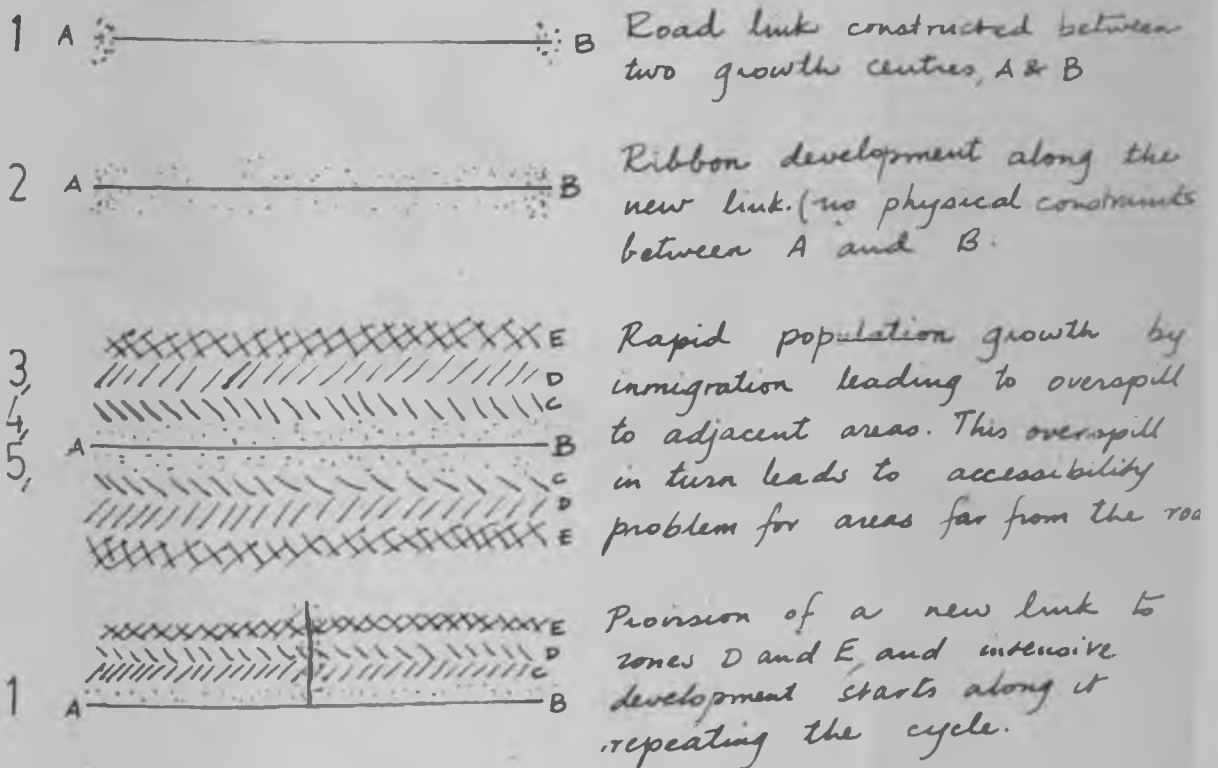 1 A B Road link constructed between
two growth centres, A & B
2 A B Ribbon development along the
new link. (no physical constraints
between A and B.
E Rapid population growth by
3, D inmigration leading to overspill
4, C to adjacent areas. This overspill
5, A B in turn leads to accessibility
C problem for areas far from the roa
D
E
E Provision of a new link to
D zones D and E, and intensive
C development starts along it
1 A B repeating the cycle.